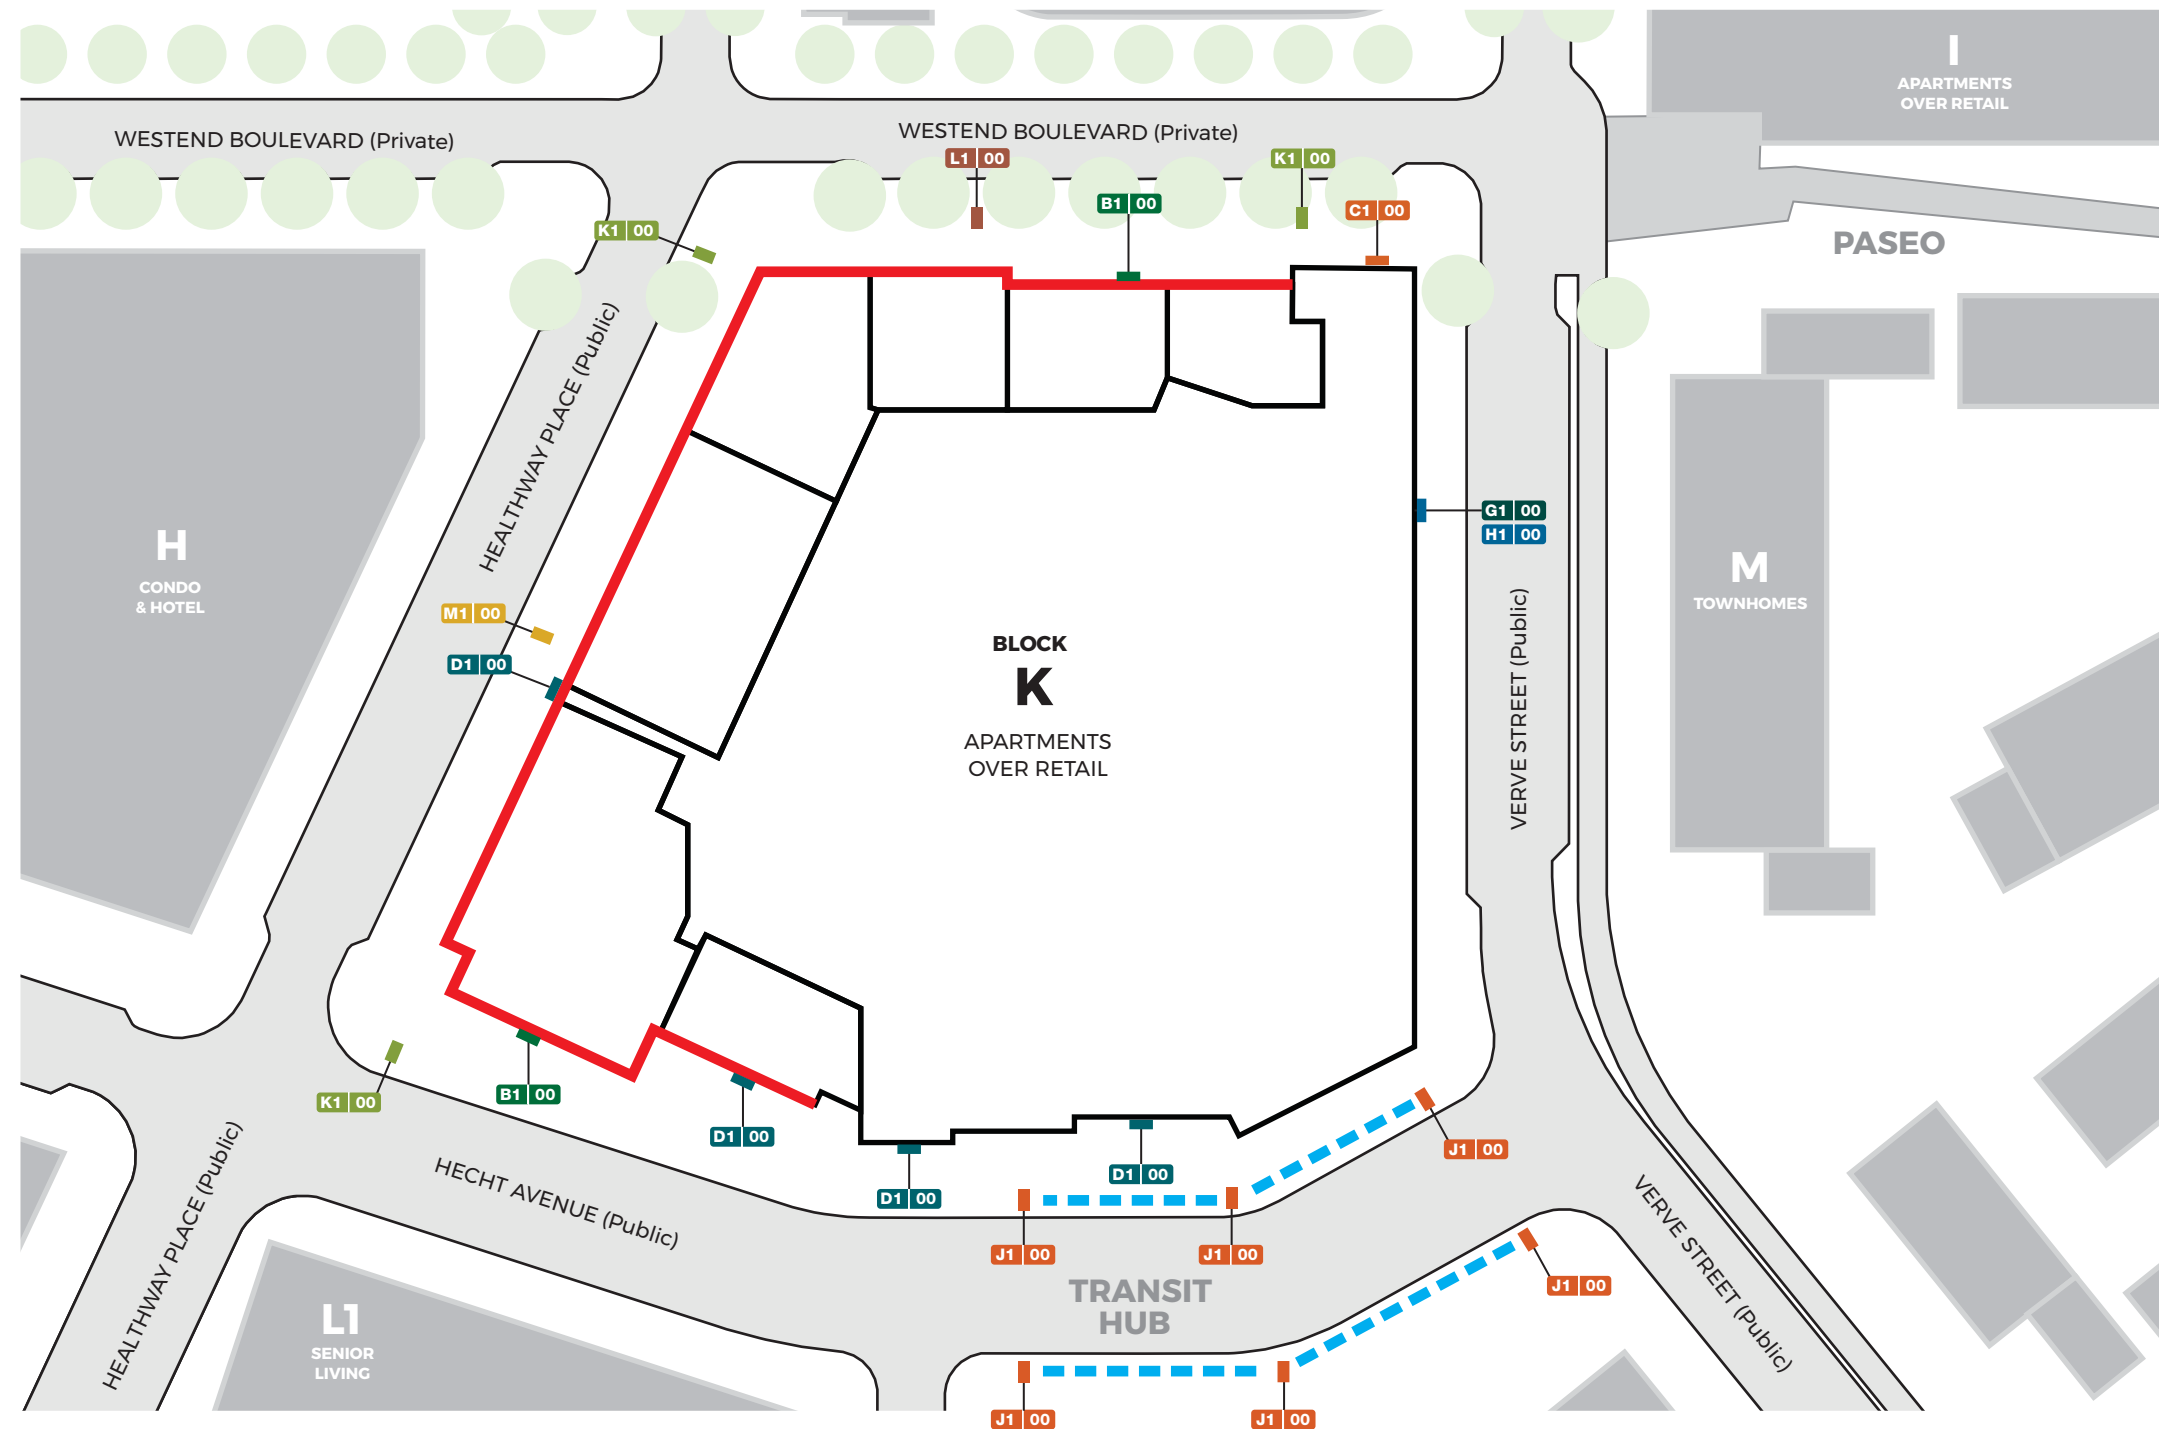 I
APARTMENTS
OVER RETAIL
WESTEND BOULEVARD (Private)
WESTEND BOULEVARD (Private)
L1 00
K1 00
B1 00
C1 00
K1 00
PASEO
HEALTHWAY PLACE (Public)
H
CONDO
& HOTEL
G1 00
H1 00
M
TOWNHOMES
M1 00
D1 00
BLOCK
K
APARTMENTS
OVER RETAIL
VERVE STREET (Public)
K1 00
B1 00
D1 00
D1 00
D1 00
J1 00
HECHT AVENUE (Public)
HEALTHWAY PLACE (Public)
J1 00
J1 00
TRANSIT
HUB
J1 00
VERVE STREET (Public)
L1
SENIOR
LIVING
J1 00
J1 00